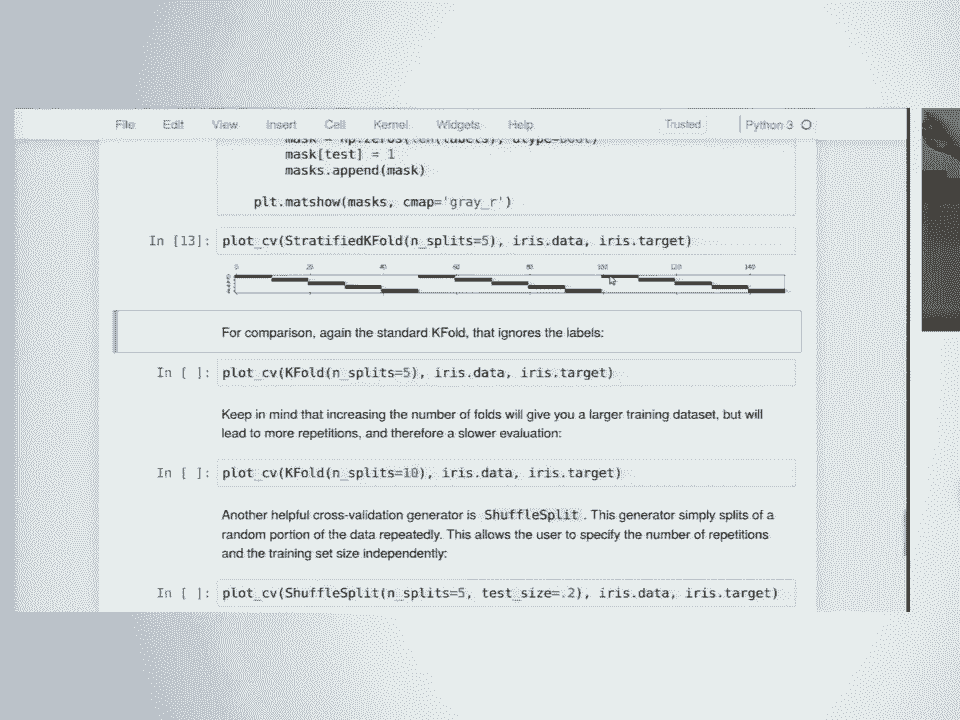 File Edit View Insert Cell Kernel Widgets Help Trusted Python 3
mask = np.zeros(len(labels), dtype=bool)
mask[test] = 1
masks.append(mask)
plt.matshow(masks, cmap='gray_r')
In [13]: plot_cv(StratifiedKFold(n_splits=5), iris.data, iris.target)
0 20 40 60 80 100 120 140
For comparison, again the standard KFold, that ignores the labels:
In [ ]: plot_cv(KFold(n_splits=5), iris.data, iris.target)
Keep in mind that increasing the number of folds will give you a larger training dataset, but will
lead to more repetitions, and therefore a slower evaluation:
In [ ]: plot_cv(KFold(n_splits=10), iris.data, iris.target)
Another helpful cross-validation generator is ShuffleSplit . This generator simply splits of a
random portion of the data repeatedly. This allows the user to specify the number of repetitions
and the training set size independently:
In [ ]: plot_cv(ShuffleSplit(n_splits=5, test_size=.2), iris.data, iris.target)